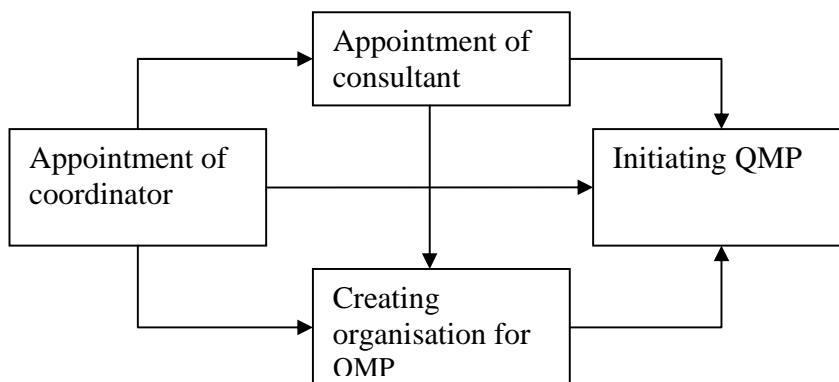 Appointment of
consultant
Appointment of
coordinator
Initiating QMP
Creating
organisation for
QMP